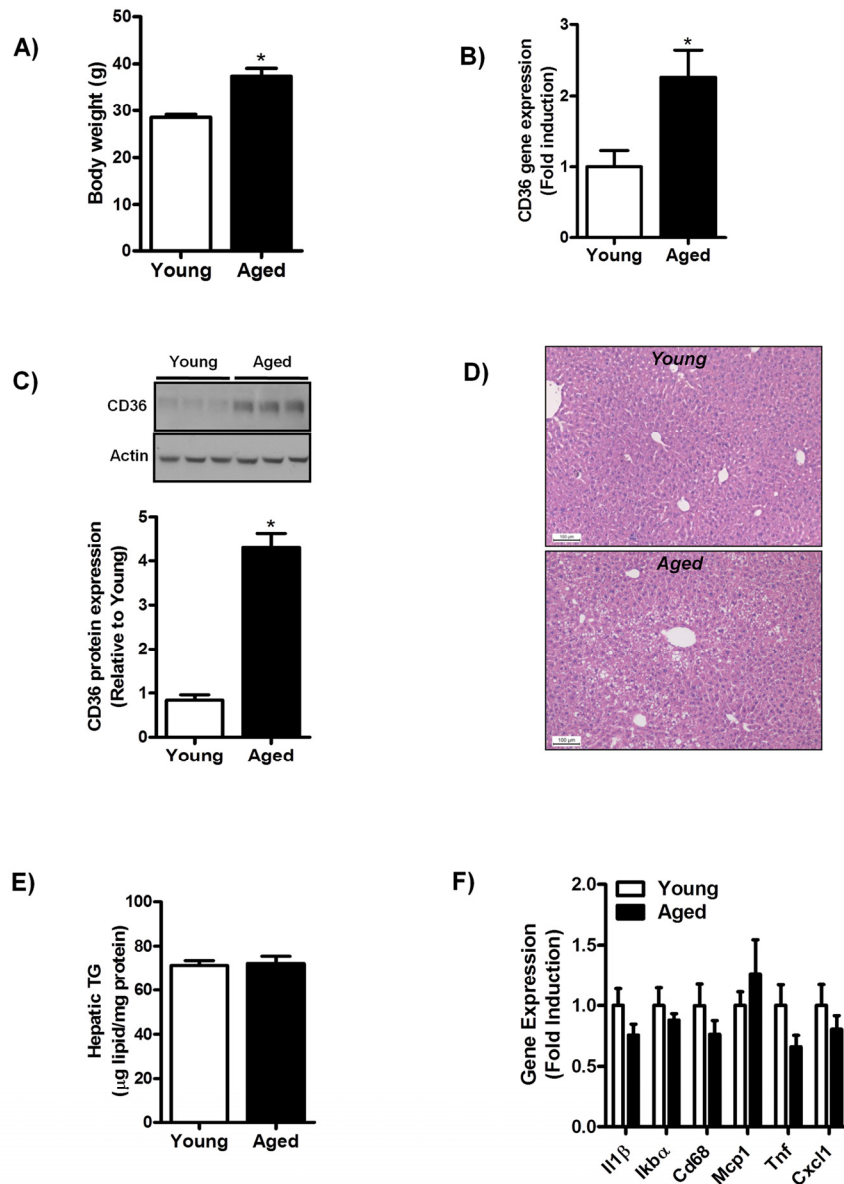 A)
Body weight (g)
50
40
30
20
10
0
*
Young Aged
B)
CD36 gene expression
(Fold induction)
3
2
1
0
*
Young Aged
C)
Young Aged
CD36
Actin
CD36 protein expression
(Relative to Young)
5
4
3
2
1
0
*
Young Aged
D)
Young
100 µm
Aged
100 µm
E)
Hepatic TG
(µg lipid/mg protein)
100
80
60
40
20
0
Young Aged
F)
Gene Expression
(Fold Induction)
2.0
1.5
1.0
0.5
0.0
Young
Aged
Il1β Ikbα Cd68 Mcp1 Tnf Cxcl1